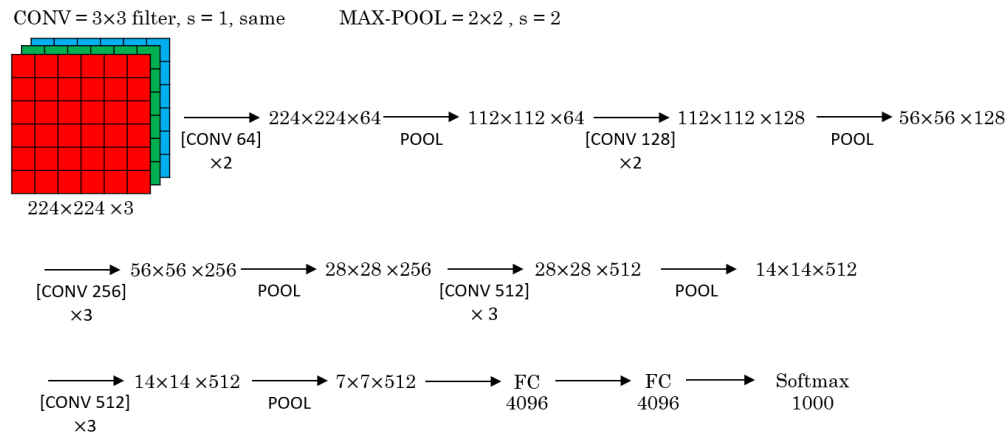 CONV = 3×3 filter, s = 1, same MAX-POOL = 2×2 , s = 2
224×224×64 112×112 ×64 112×112 ×128 56×56 ×128
[CONV 64] POOL [CONV 128] POOL
×2 ×2
224×224 ×3
56×56 ×256 28×28 ×256 28×28 ×512 14×14×512
[CONV 256] POOL [CONV 512] POOL
×3 × 3
14×14 ×512 7×7×512 FC FC Softmax
[CONV 512] POOL 4096 4096 1000
×3